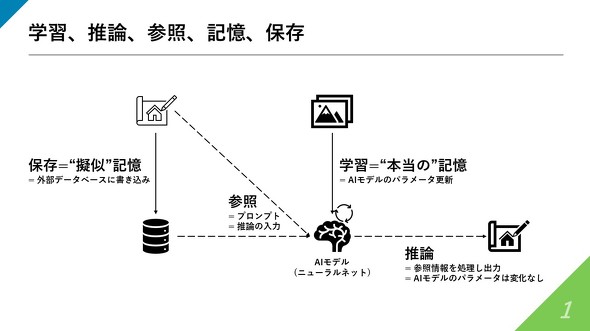 学習、推論、参照、記憶、保存
保存=“擬似”記憶
= 外部データベースに書き込み
学習=“本当の”記憶
= AIモデルのパラメータ更新
参照
= プロンプト
= 推論の入力
AIモデル
（ニューラルネット）
推論
= 参照情報を処理し出力
= AIモデルのパラメータは変化なし
1